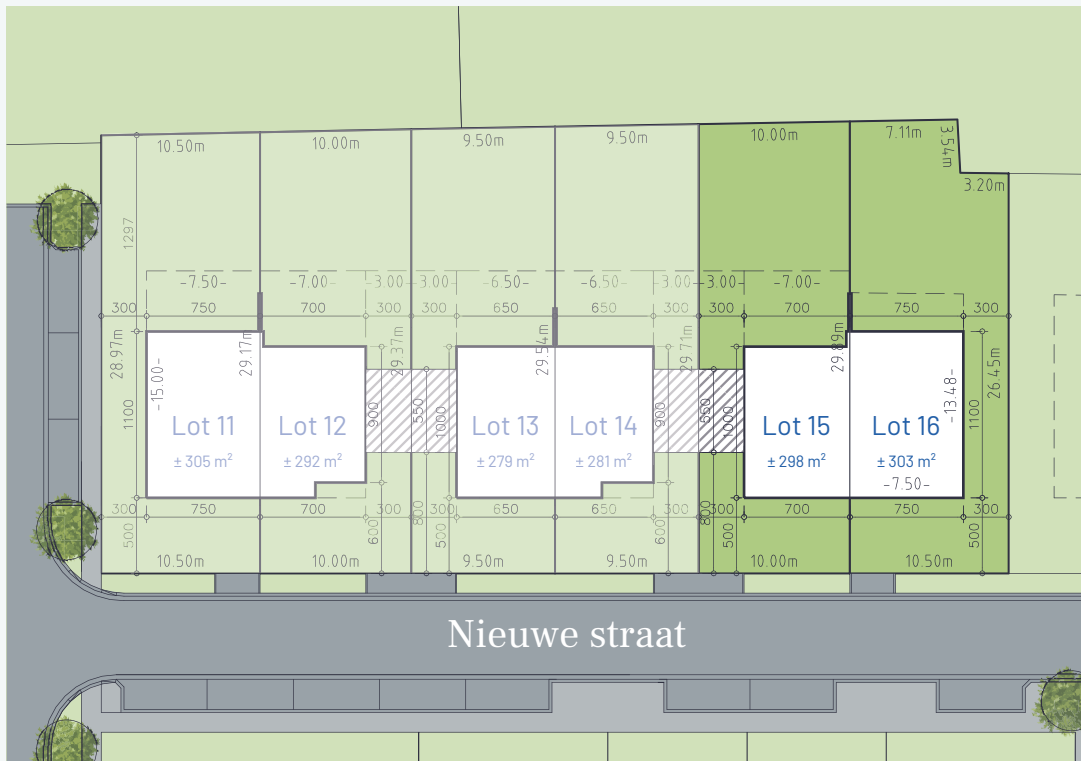 10.50m 10.00m 9.50m 9.50m 10.00m 7.11m 3.54m
3.20m
1297
-7.50- -7.00- -3.00- -3.00- -6.50- -6.50- -3.00- -3.00- -7.00-
300 750 700 300 300 650 650 300 300 700 750 300
28.97m -15.00- 29.17m 29.37m 29.54m 29.71m 29.89m -13.48- 26.45m
1100 900 550 1000 900 550 1000 1100
Lot 11 Lot 12 Lot 13 Lot 14 Lot 15 Lot 16
± 305 m² ± 292 m² ± 279 m² ± 281 m² ± 298 m² ± 303 m²
-7.50-
300 750 700 300 300 650 650 300 300 700 750 300
500 600 800 500 600 800 500 500
10.50m 10.00m 9.50m 9.50m 10.00m 10.50m
Nieuwe straat